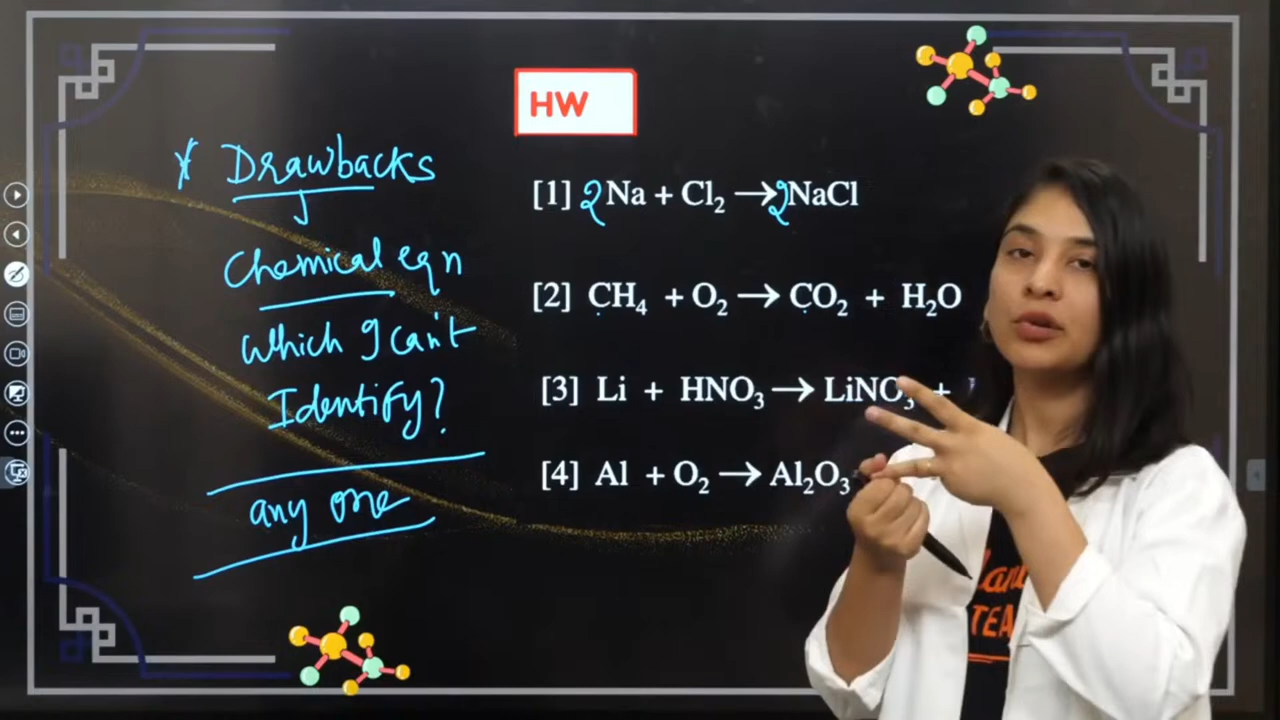 HW
* Drawbacks
Chemical eqn
which I can't
Identify?
any one
[1] 2Na + Cl₂ → 2NaCl
[2] CH₄ + O₂ → CO₂ + H₂O
[3] Li + HNO₃ → LiNO₃ +
[4] Al + O₂ → Al₂O₃